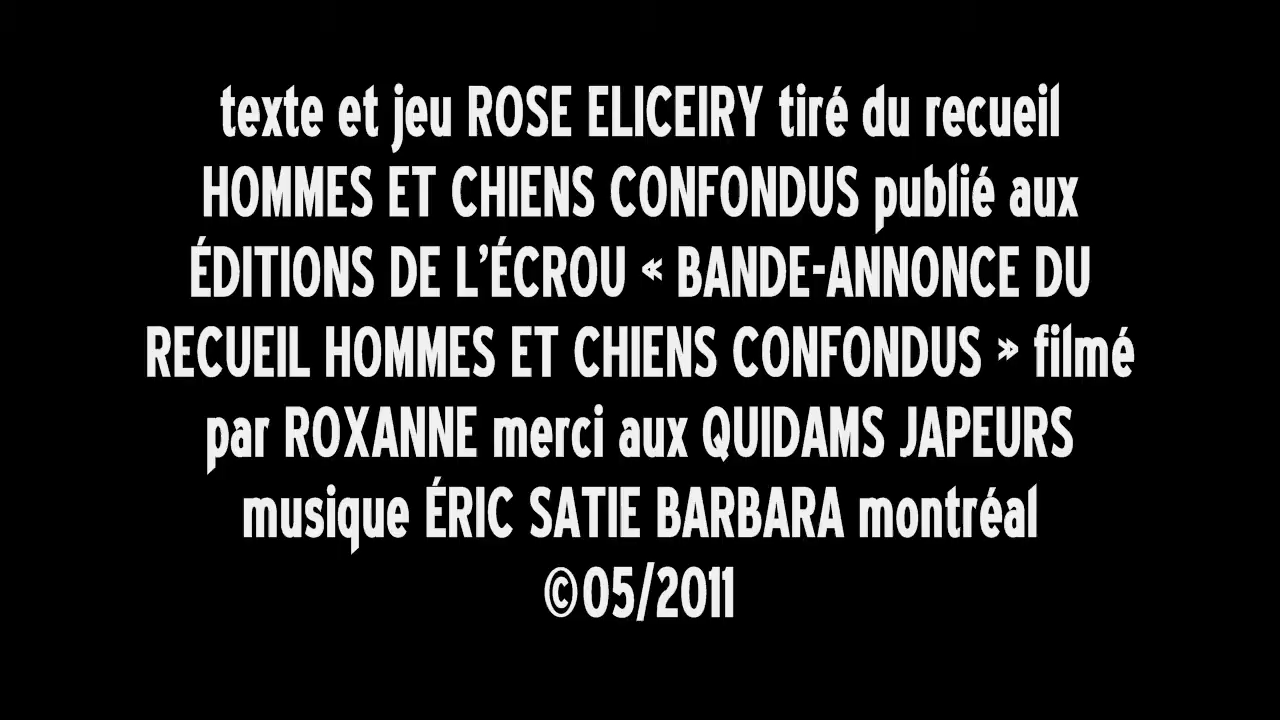 texte et jeu ROSE ELICEIRY tiré du recueil
HOMMES ET CHIENS CONFONDUS publié aux
ÉDITIONS DE L’ÉCROU « BANDE-ANNONCE DU
RECUEIL HOMMES ET CHIENS CONFONDUS » filmé
par ROXANNE merci aux QUIDAMS JAPEURS
musique ÉRIC SATIE BARBARA montréal
©05/2011